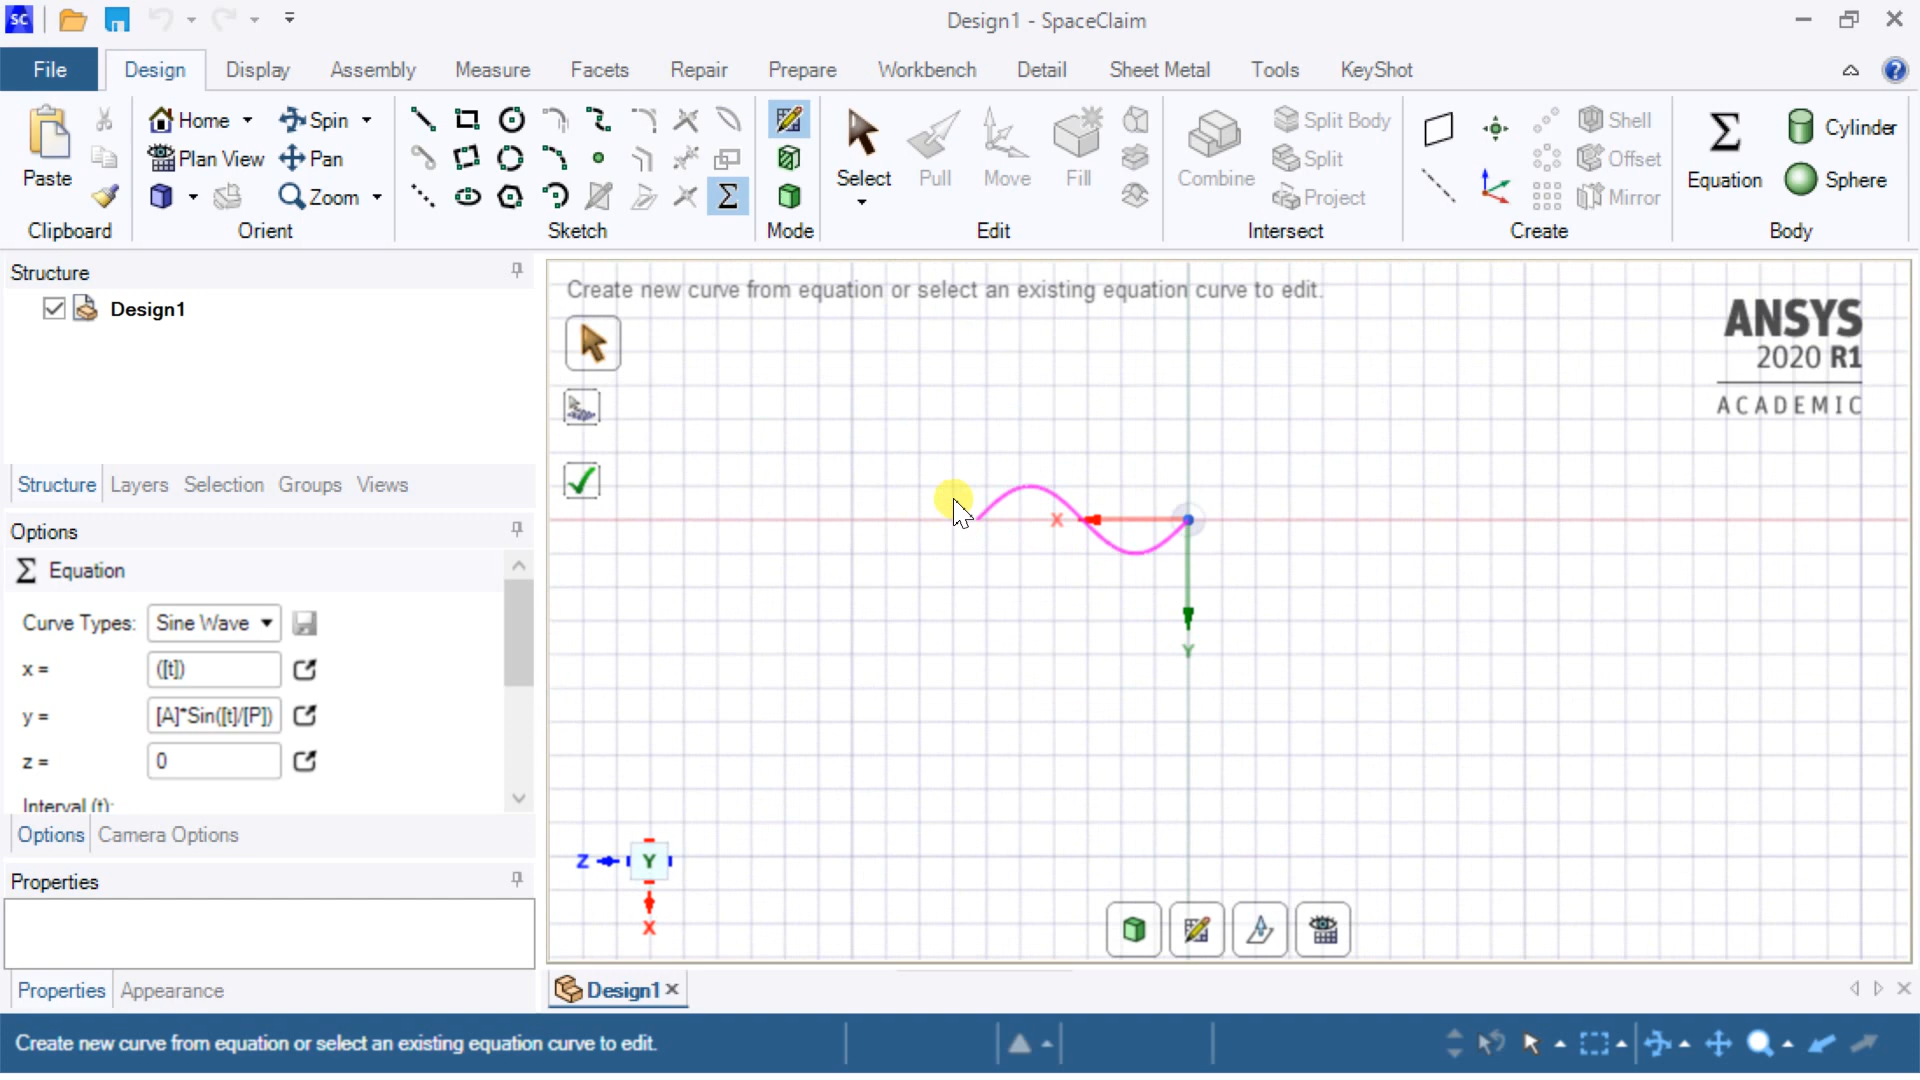 SC
Design1 - SpaceClaim
File Design Display Assembly Measure Facets Repair Prepare Workbench Detail Sheet Metal Tools KeyShot
?
Home Spin Split Body Shell Cylinder
Plan View Pan Split Offset
Paste Select Pull Move Fill Combine Equation Sphere
Zoom Project Mirror
Clipboard Orient Sketch Mode Edit Intersect Create Body
Structure
Design1
Structure Layers Selection Groups Views
Options
Σ Equation
Curve Types: Sine Wave
x = ([t])
y = [A]*Sin([t]/[P])
z = 0
Interval (t):
Options Camera Options
Properties
Properties Appearance
Create new curve from equation or select an existing equation curve to edit.
ANSYS
2020 R1
ACADEMIC
X
Y
Z Y
X
Design1
Create new curve from equation or select an existing equation curve to edit.